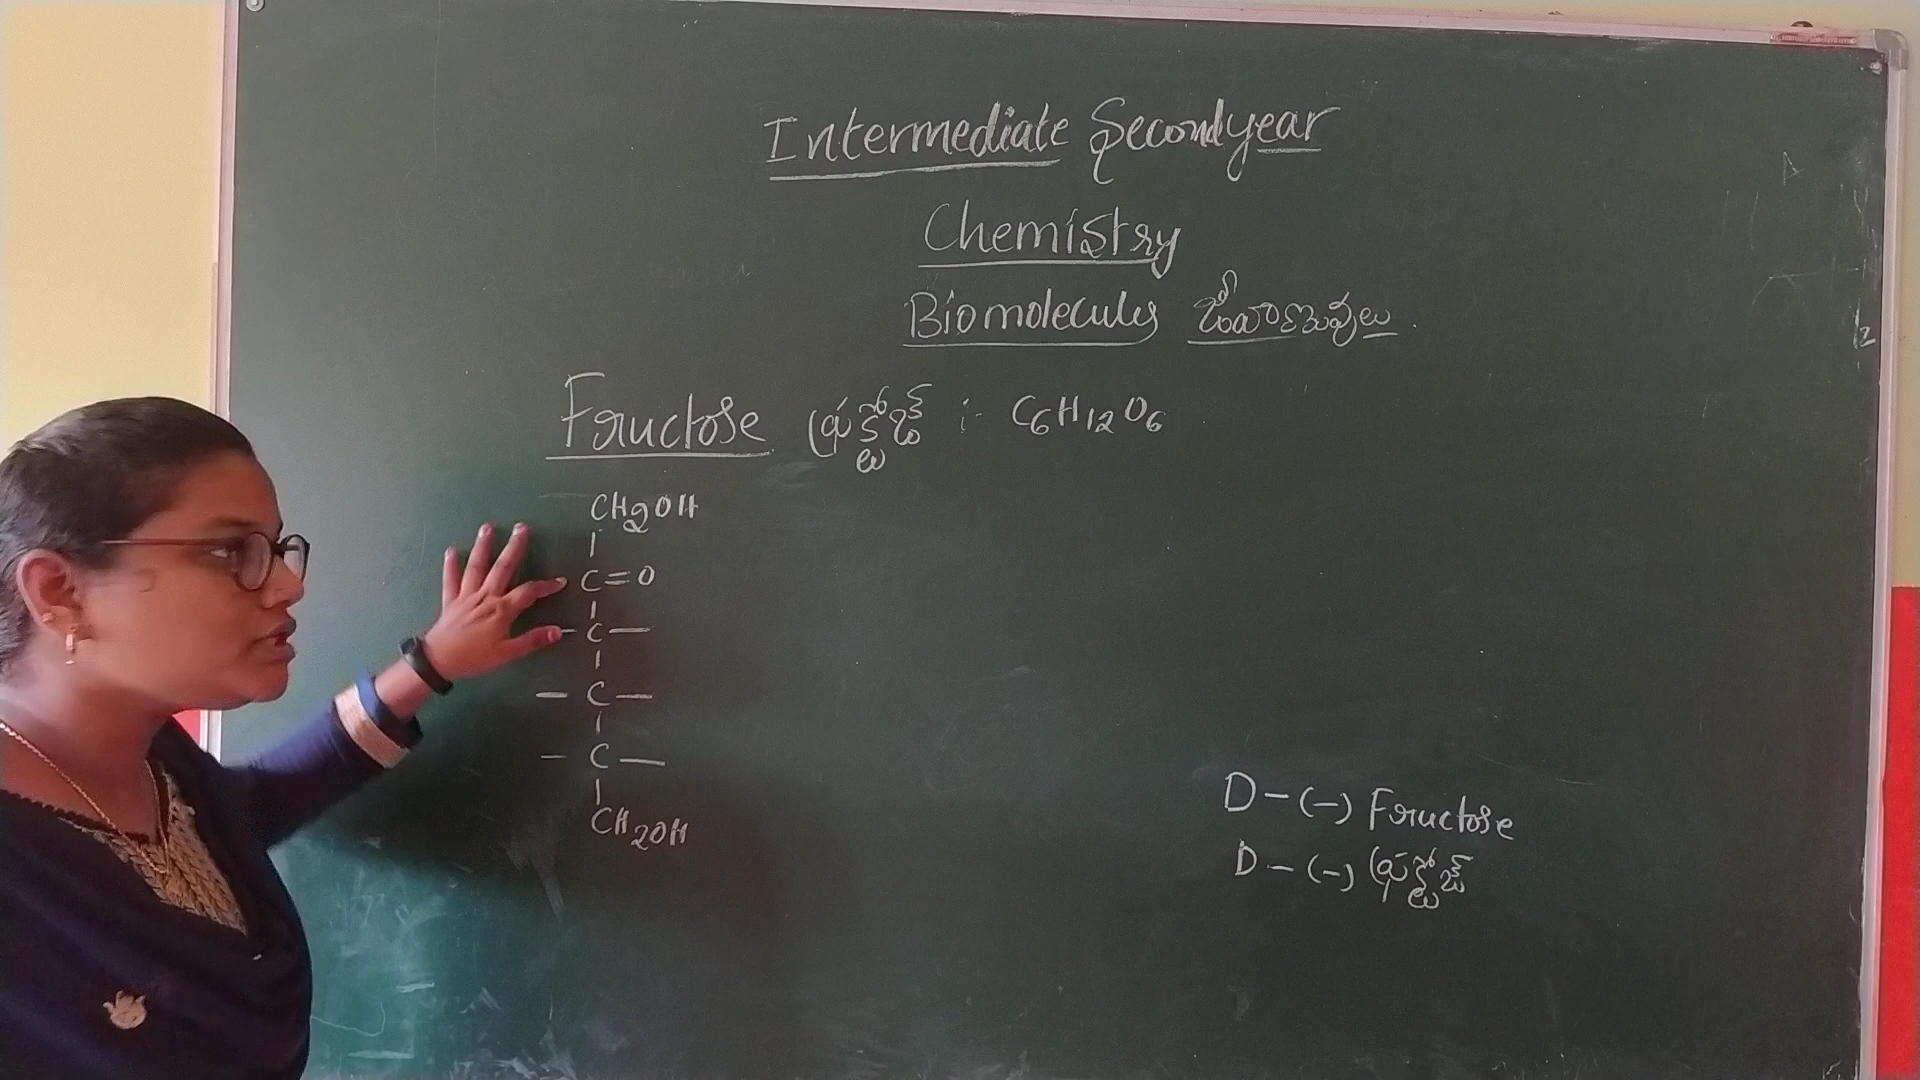 Intermediate Secondyear
Chemistry
Biomolecules జీవాణువులు.
Fructose ఫ్రక్టోజ్ :- C6H12O6
CH2OH
|
C=O
|
- C -
|
- C -
|
- C -
|
CH2OH
D-(-) Fructose
D-(-) ఫ్రక్టోజ్